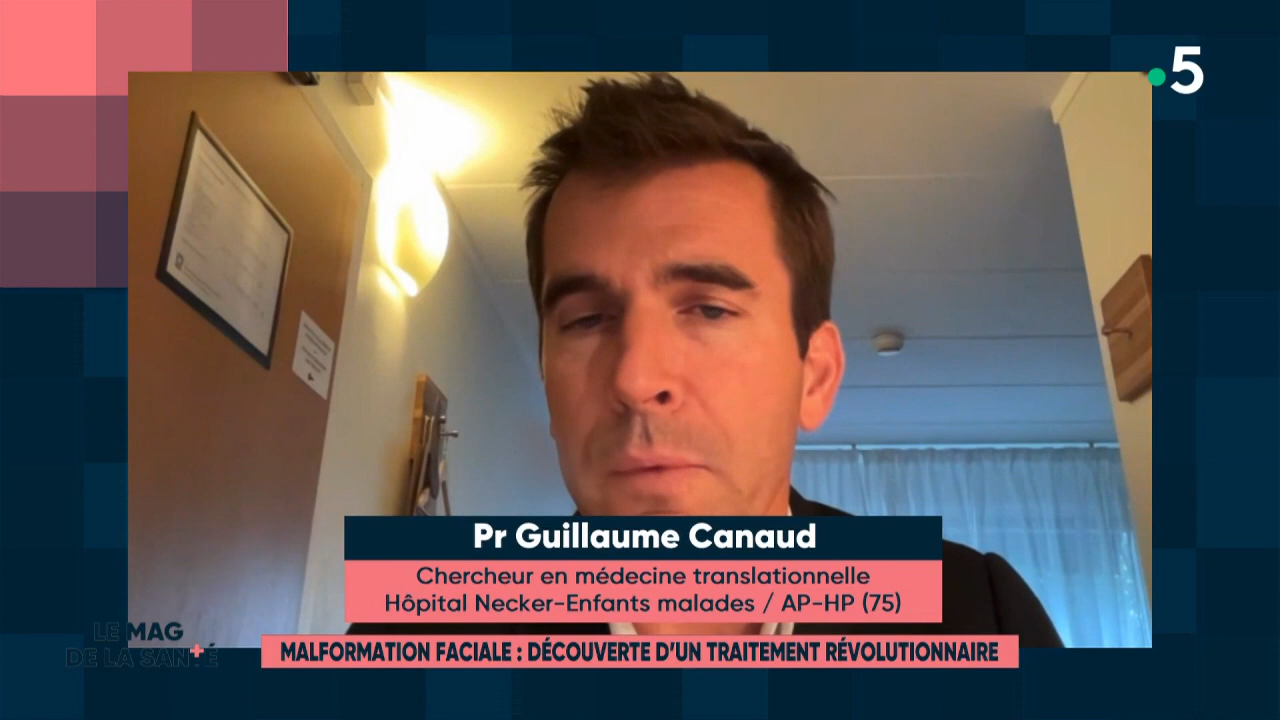 5
Pr Guillaume Canaud
Chercheur en médecine translationnelle
Hôpital Necker-Enfants malades / AP-HP (75)
LE MAG
DE LA SANTÉ
MALFORMATION FACIALE : DÉCOUVERTE D'UN TRAITEMENT RÉVOLUTIONNAIRE